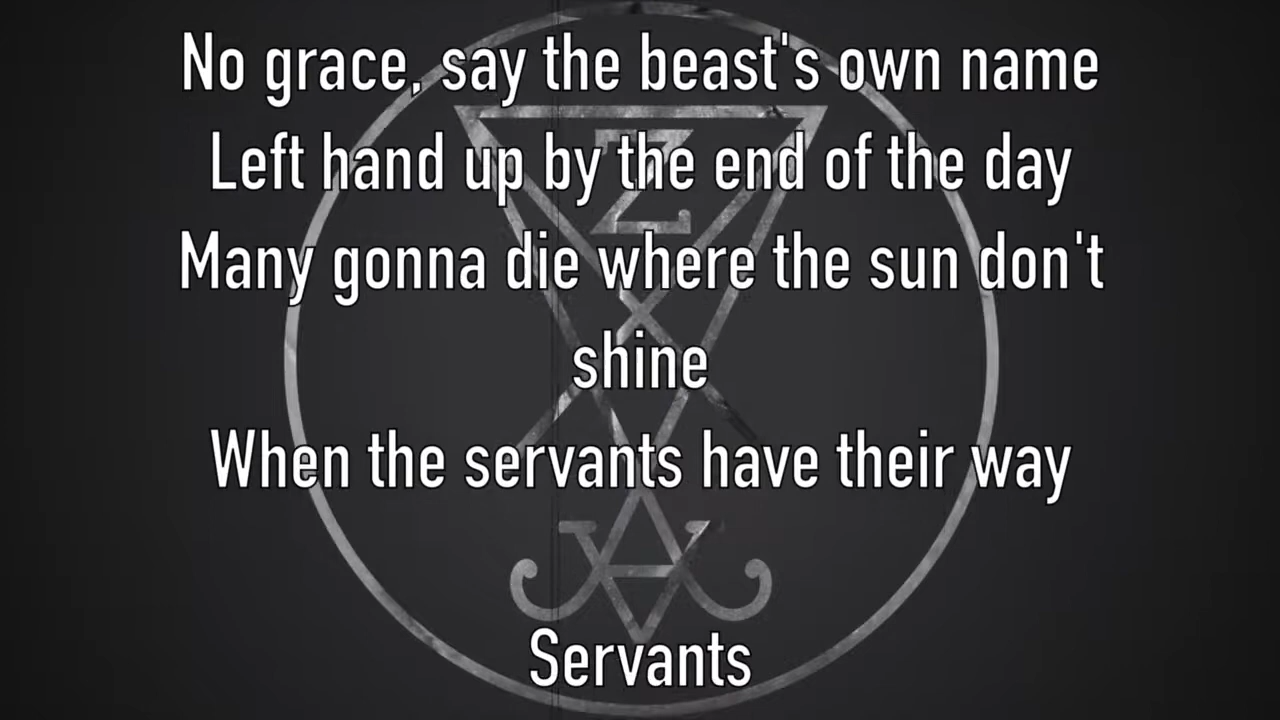 No grace, say the beast's own name
Left hand up by the end of the day
Many gonna die where the sun don't
shine
When the servants have their way
Z
Servants